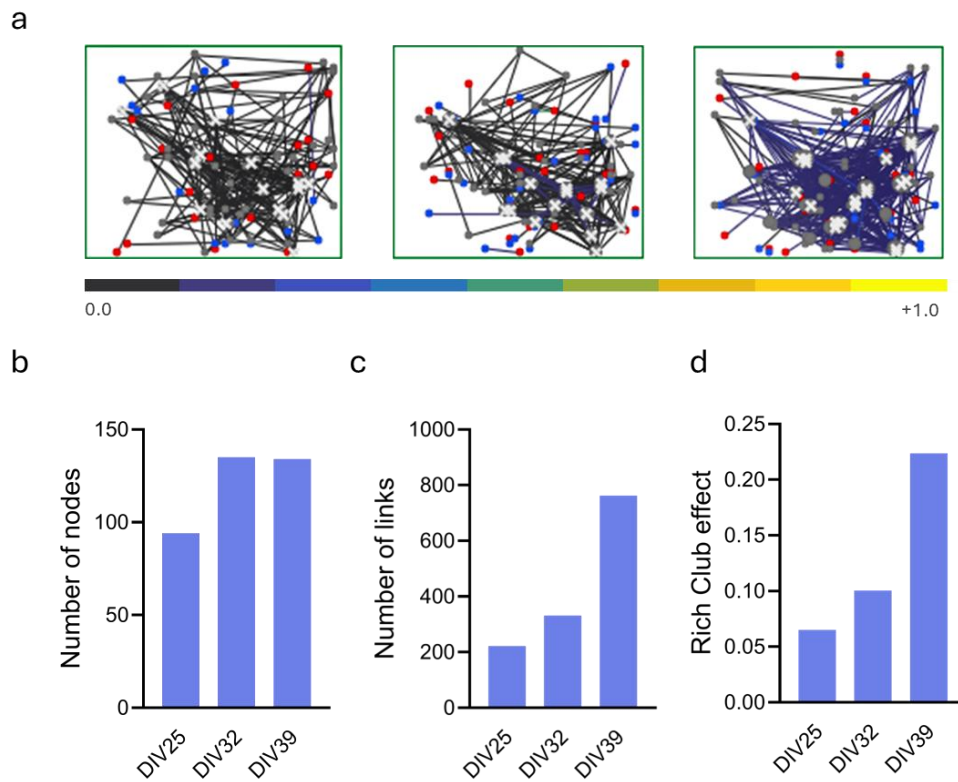 a
0.0
+1.0
b
c
d
Number of nodes
150
100
50
0
DIV25
DIV32
DIV39
Number of links
1000
800
600
400
200
0
DIV25
DIV32
DIV39
Rich Club effect
0.25
0.20
0.15
0.10
0.05
0.00
DIV25
DIV32
DIV39